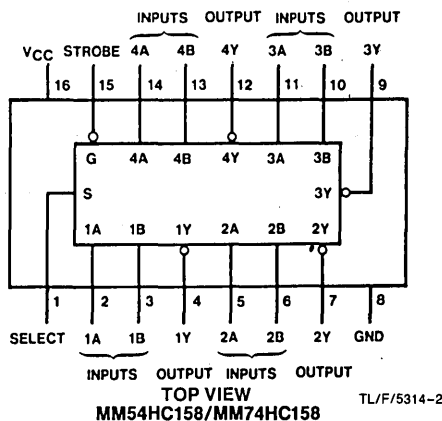 INPUTS OUTPUT INPUTS OUTPUT
VCC STROBE 4A 4B 4Y 3A 3B 3Y
16 15 14 13 12 11 10 9
G 4A 4B 4Y 3A 3B
S 3Y
1A 1B 1Y 2A 2B 2Y
1 2 3 4 5 6 7 8
SELECT 1A 1B 1Y 2A 2B 2Y GND
INPUTS OUTPUT INPUTS OUTPUT
TOP VIEW
TL/F/5314-2
MM54HC158/MM74HC158